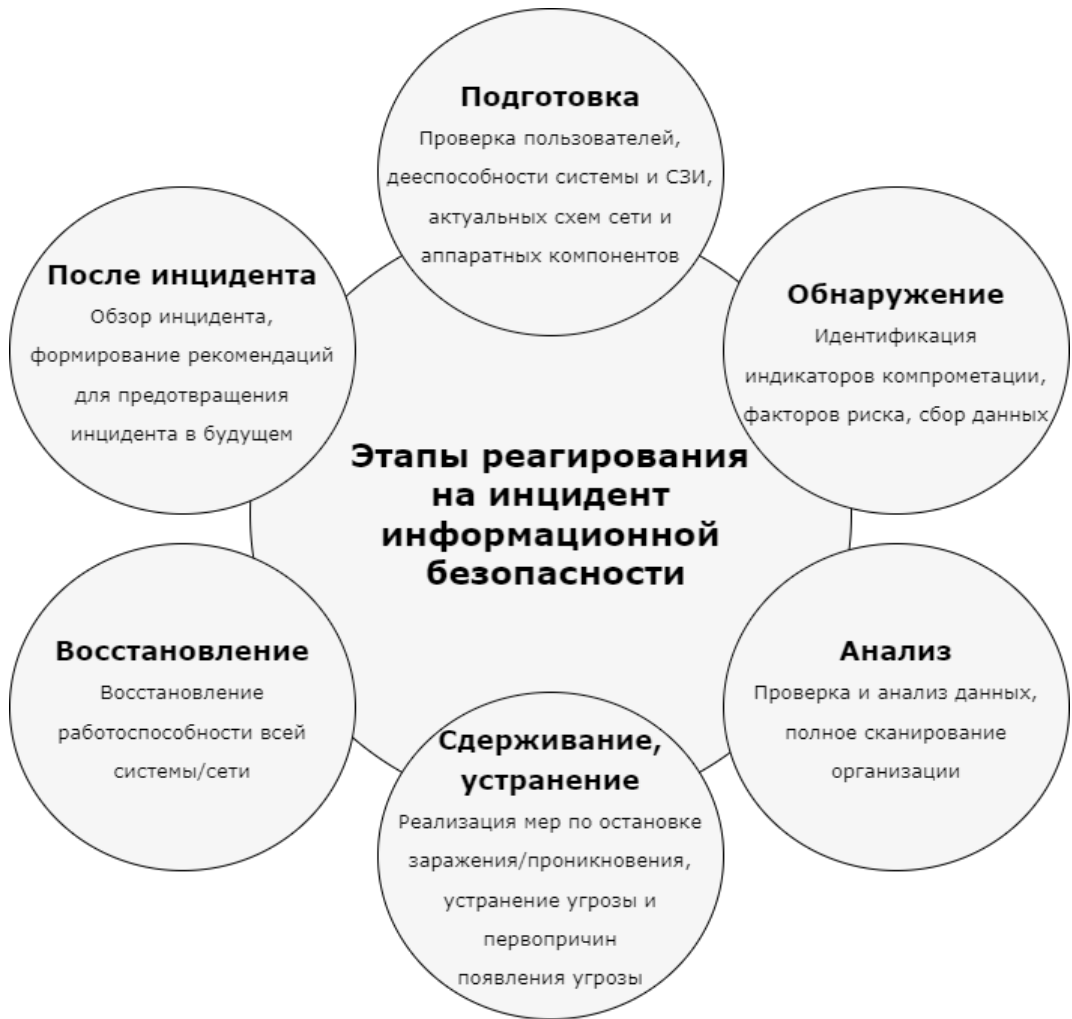 Подготовка
Проверка пользователей,
дееспособности системы и СЗИ,
актуальных схем сети и
аппаратных компонентов
Обнаружение
Идентификация
индикаторов компрометации,
факторов риска, сбор данных
Анализ
Проверка и анализ данных,
полное сканирование
организации
Сдерживание,
устранение
Реализация мер по остановке
заражения/проникновения,
устранение угрозы и
первопричин
появления угрозы
Восстановление
Восстановление
работоспособности всей
системы/сети
После инцидента
Обзор инцидента,
формирование рекомендаций
для предотвращения
инцидента в будущем
Этапы реагирования
на инцидент
информационной
безопасности